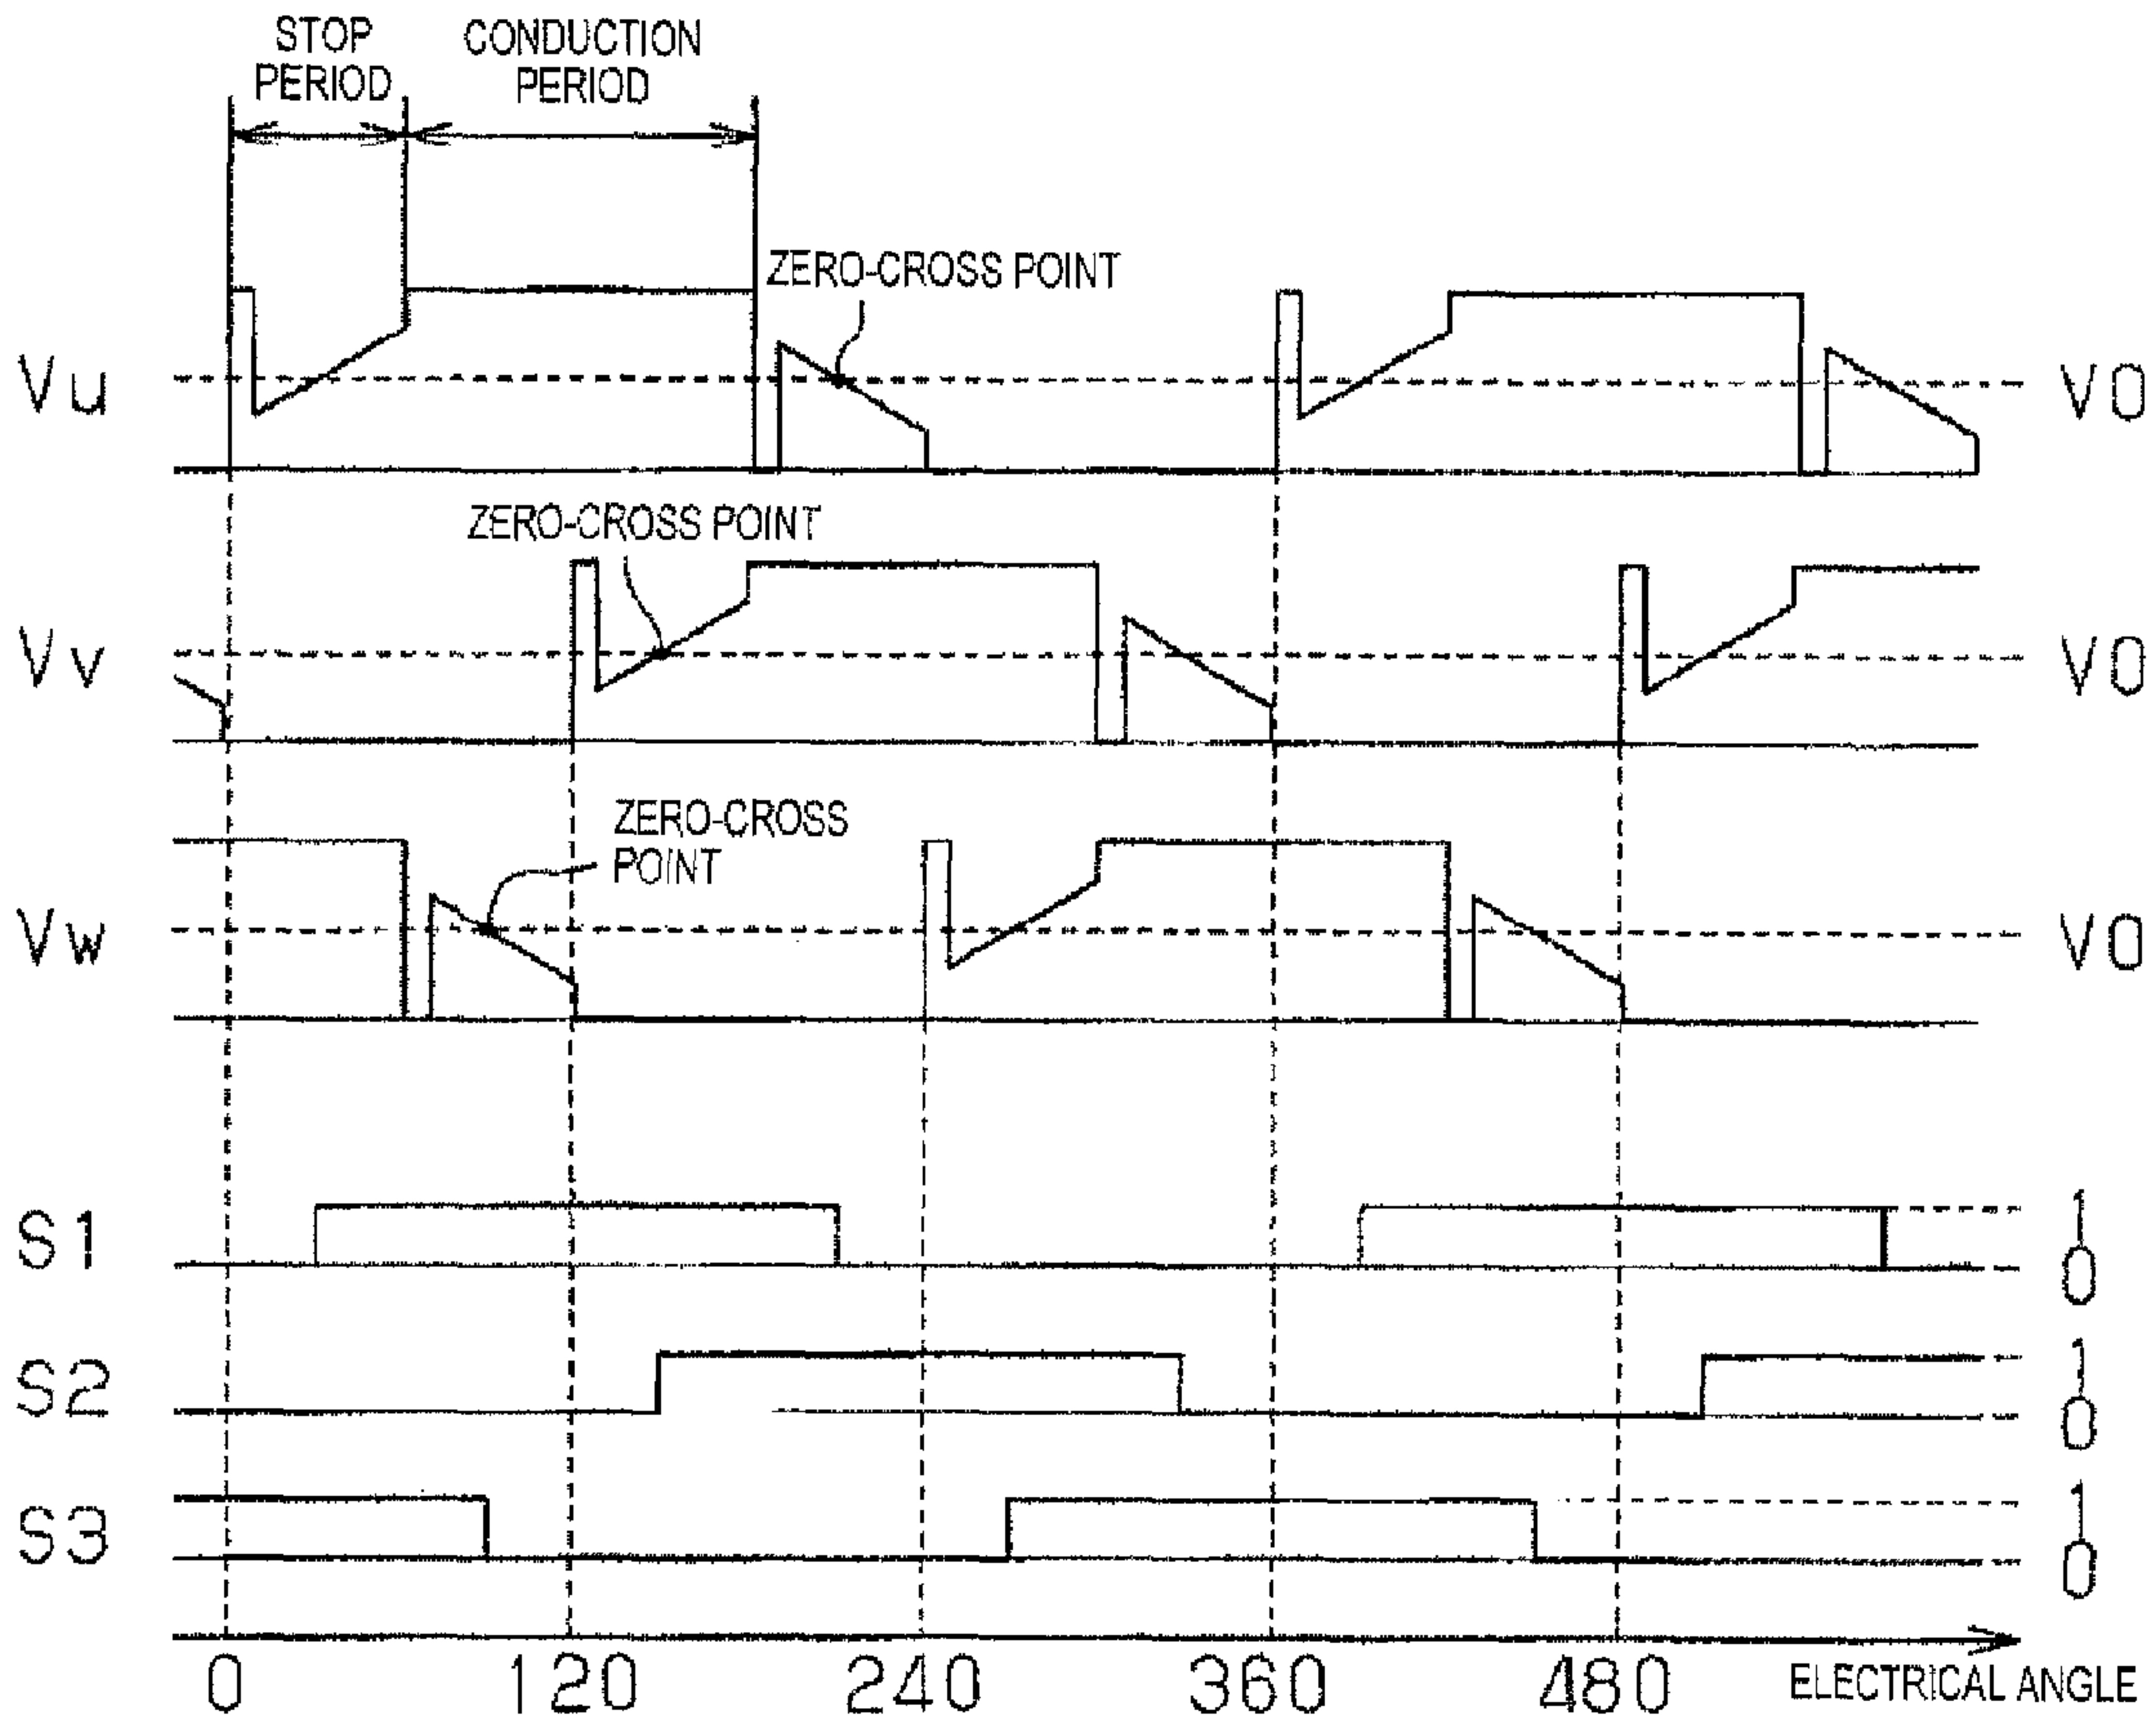 STOP
PERIOD
CONDUCTION
PERIOD
ZERO-CROSS POINT
Vu
V0
ZERO-CROSS POINT
Vv
V0
ZERO-CROSS
POINT
Vw
V0
S1
1
0
S2
1
0
S3
1
0
0 120 240 360 480
ELECTRICAL ANGLE